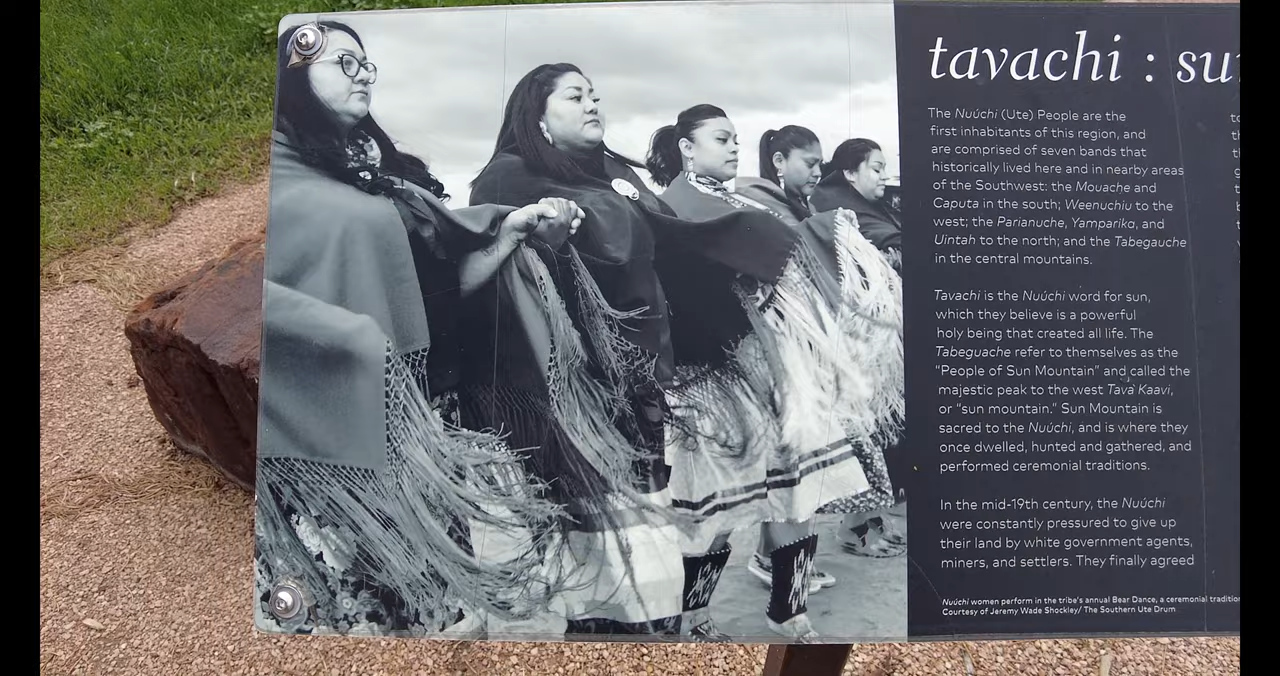 tavachi : su
The Nuúchi (Ute) People are the
first inhabitants of this region, and
are comprised of seven bands that
historically lived here and in nearby areas
of the Southwest: the Mouache and
Caputa in the south; Weenuchiu to the
west; the Parianuche, Yamparika, and
Uintah to the north; and the Tabegauche
in the central mountains.
Tavachi is the Nuúchi word for sun,
which they believe is a powerful
holy being that created all life. The
Tabeguache refer to themselves as the
“People of Sun Mountain” and called the
majestic peak to the west Tava Kaavi,
or “sun mountain.” Sun Mountain is
sacred to the Nuúchi, and is where they
once dwelled, hunted and gathered, and
performed ceremonial traditions.
In the mid-19th century, the Nuúchi
were constantly pressured to give up
their land by white government agents,
miners, and settlers. They finally agreed
Nuúchi women perform in the tribe's annual Bear Dance, a ceremonial traditio
Courtesy of Jeremy Wade Shockley/ The Southern Ute Drum